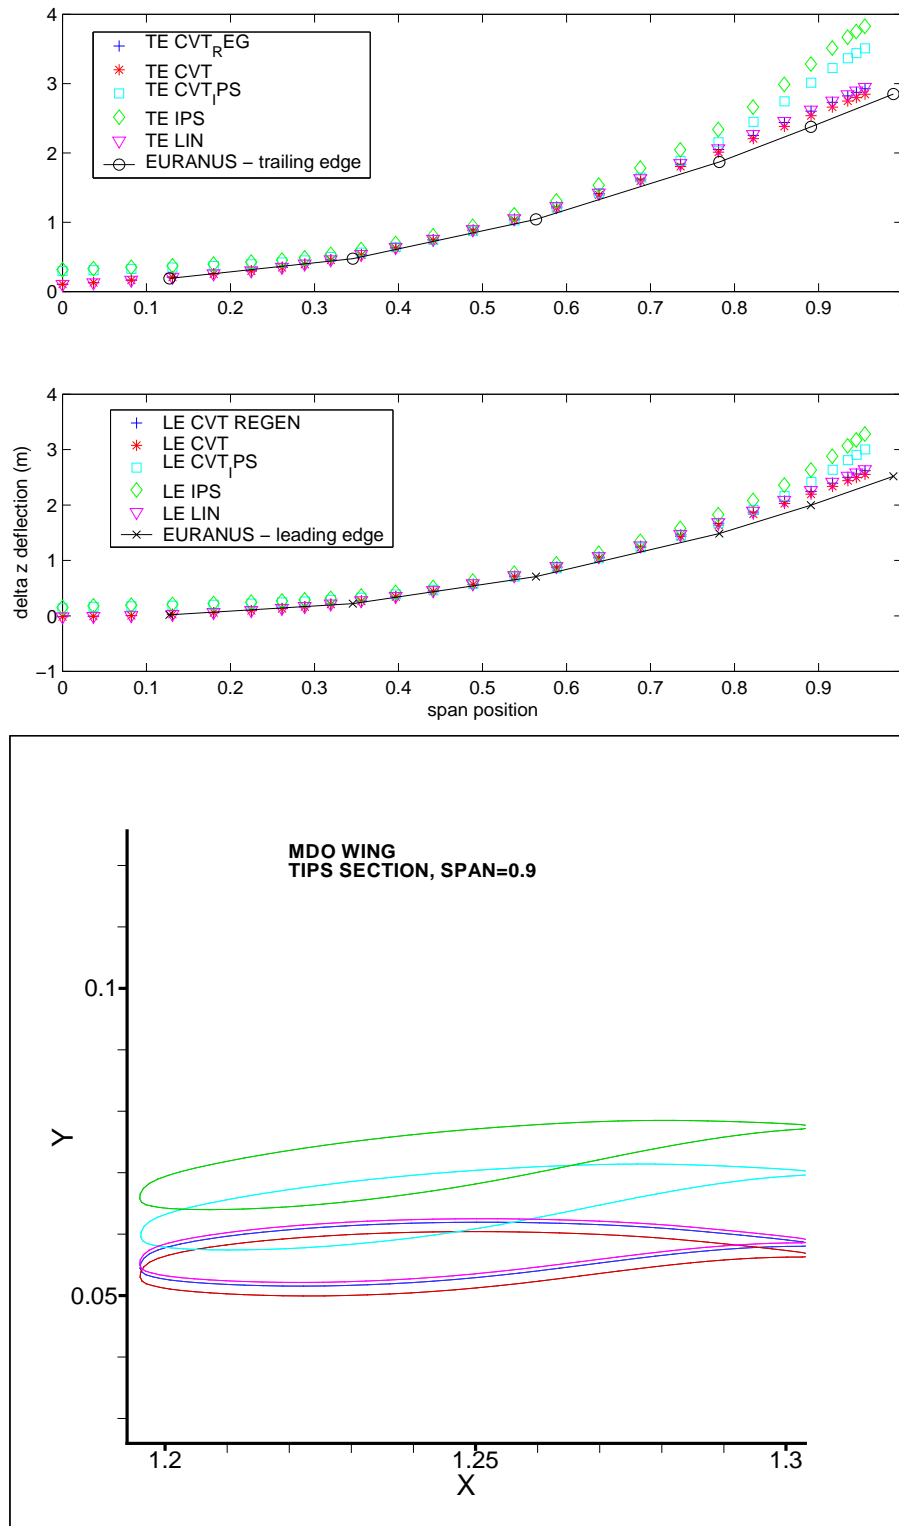 4
3
2
1
0
TE CVT_REG
TE CVT
TE CVT_IPS
TE IPS
TE LIN
EURANUS – trailing edge
0 0.1 0.2 0.3 0.4 0.5 0.6 0.7 0.8 0.9
4
3
2
1
0
−1
delta z deflection (m)
LE CVT REGEN
LE CVT
LE CVT_IPS
LE IPS
LE LIN
EURANUS – leading edge
0 0.1 0.2 0.3 0.4 0.5 0.6 0.7 0.8 0.9
span position
MDO WING
TIPS SECTION, SPAN=0.9
0.1
Y
0.05
1.2 1.25 1.3
X